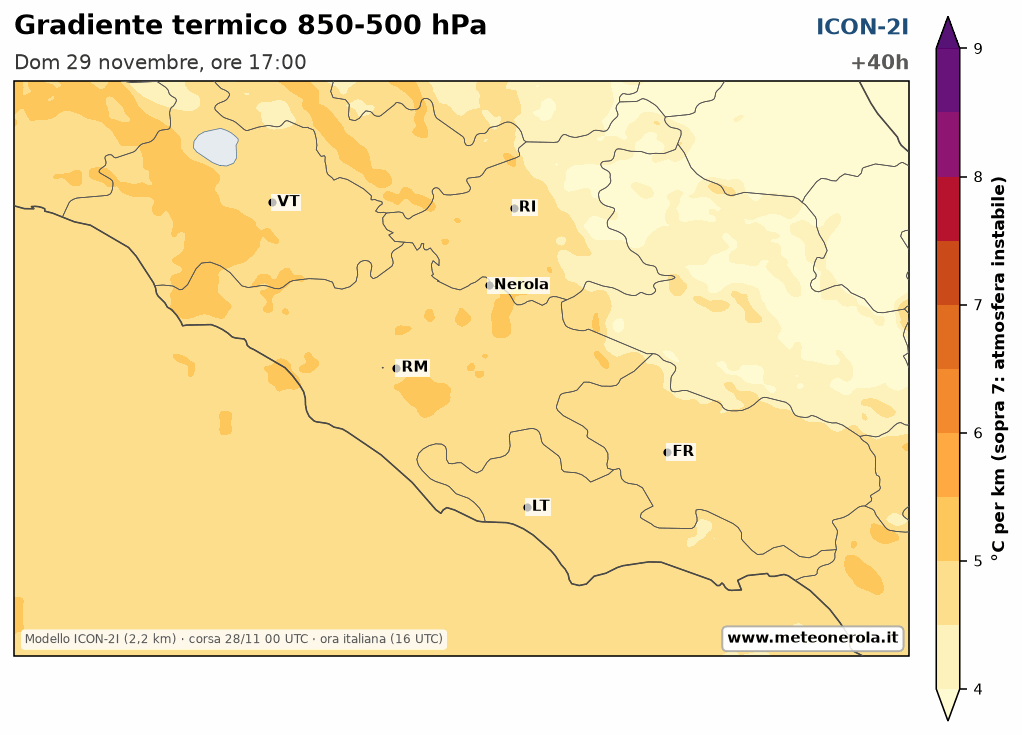 Gradiente termico 850-500 hPa
ICON-2I
Dom 29 novembre, ore 17:00
+40h
VT
RI
Nerola
RM
FR
LT
Modello ICON-2I (2,2 km) · corsa 28/11 00 UTC · ora italiana (16 UTC)
www.meteonerola.it
9
8
7
6
5
4
°C per km (sopra 7: atmosfera instabile)